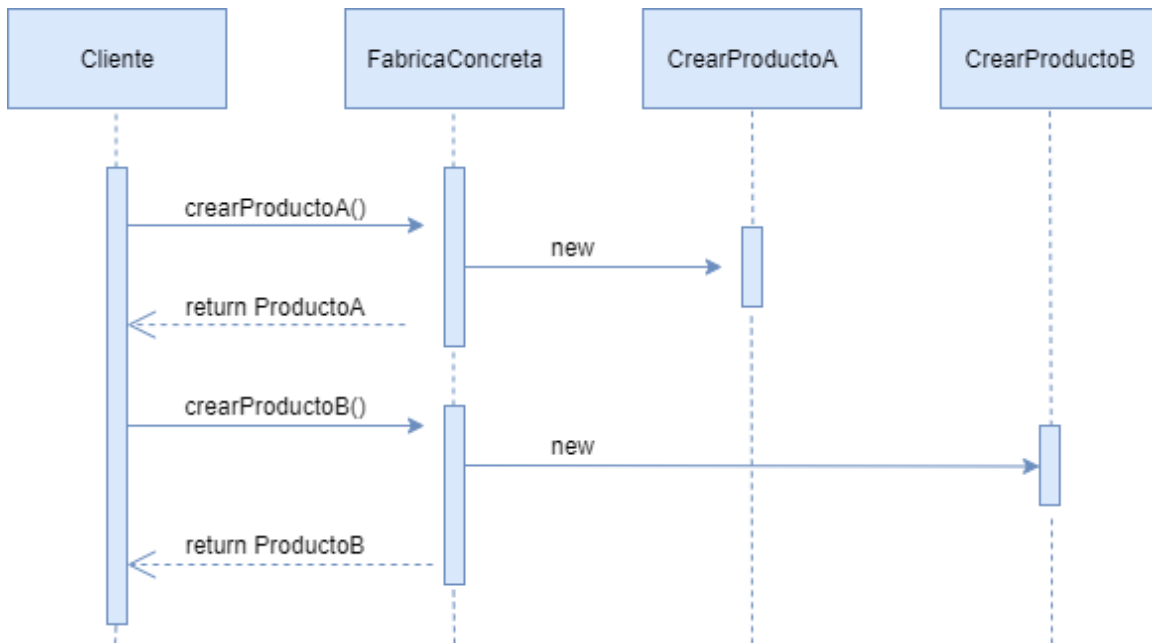 Cliente
FabricaConcreta
CrearProductoA
CrearProductoB
crearProductoA()
new
return ProductoA
crearProductoB()
new
return ProductoB